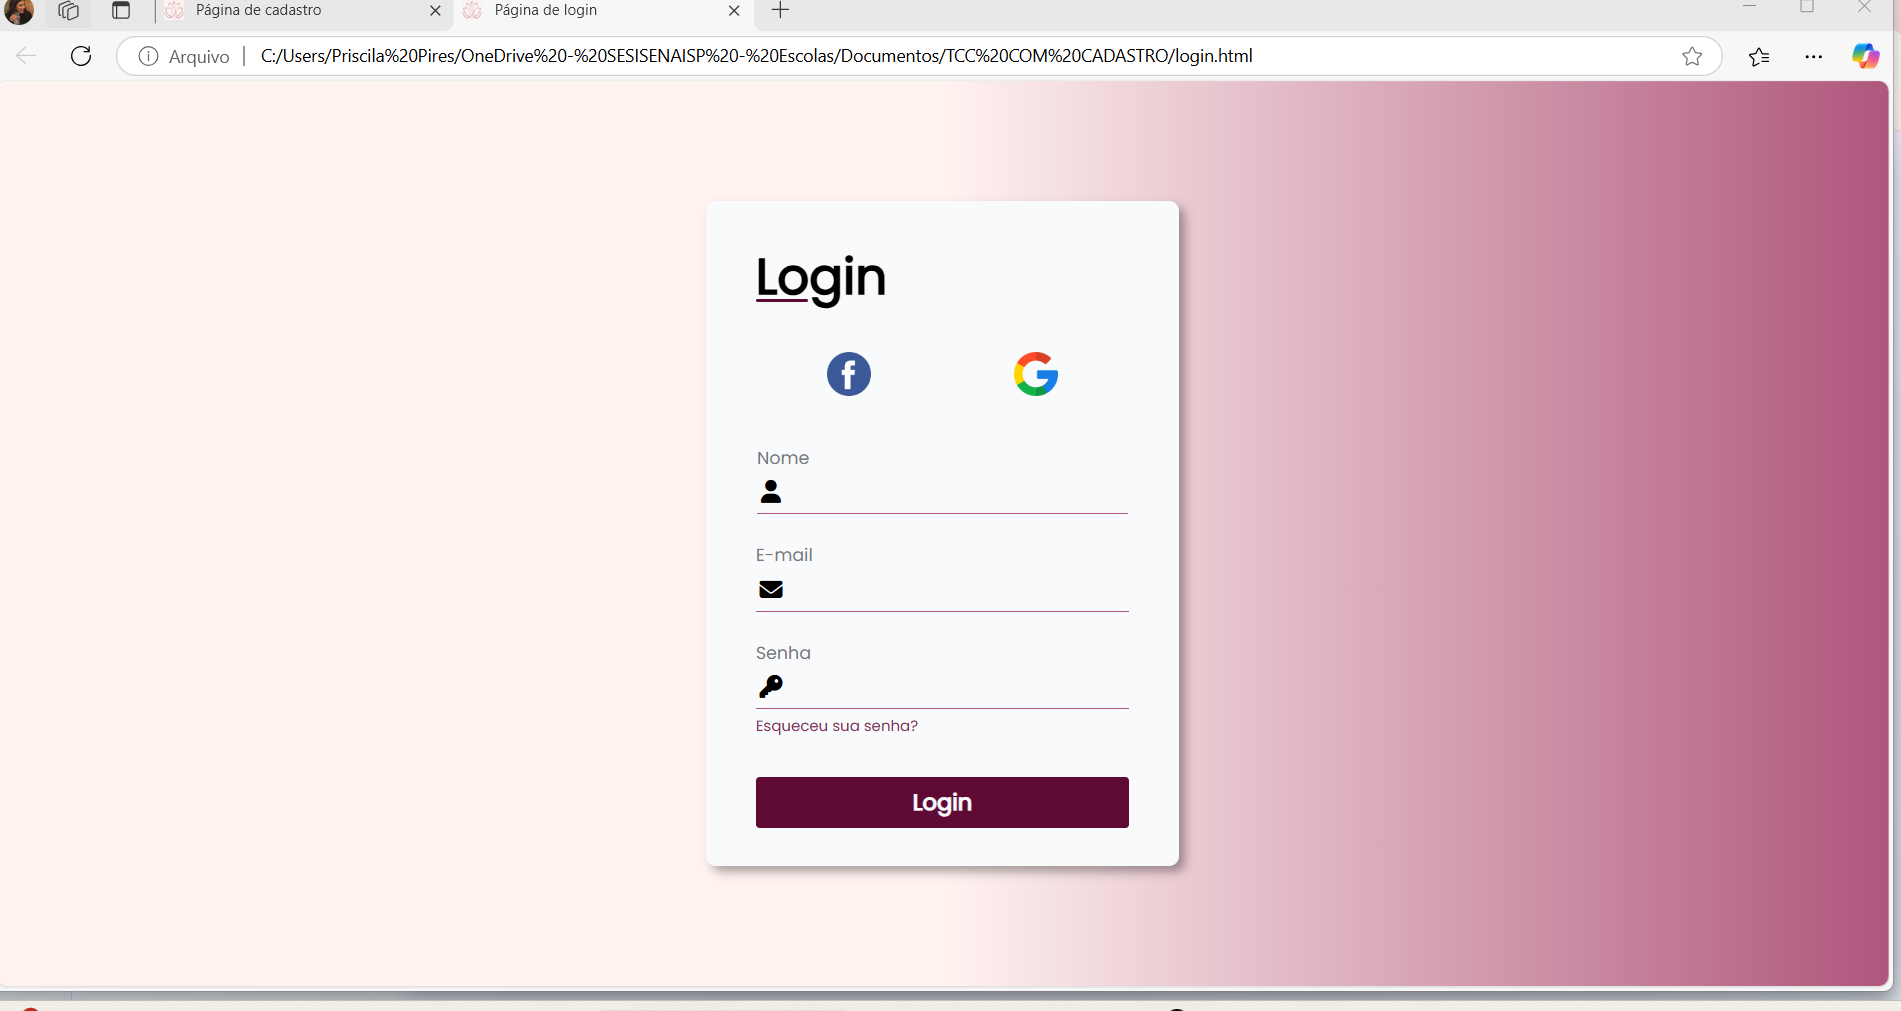 Página de cadastro
Página de login
Arquivo | C:/Users/Priscila%20Pires/OneDrive%20-%20SESISENAISP%20-%20Escolas/Documentos/TCC%20COM%20CADASTRO/login.html
Login
Nome
E-mail
Senha
Esqueceu sua senha?
Login